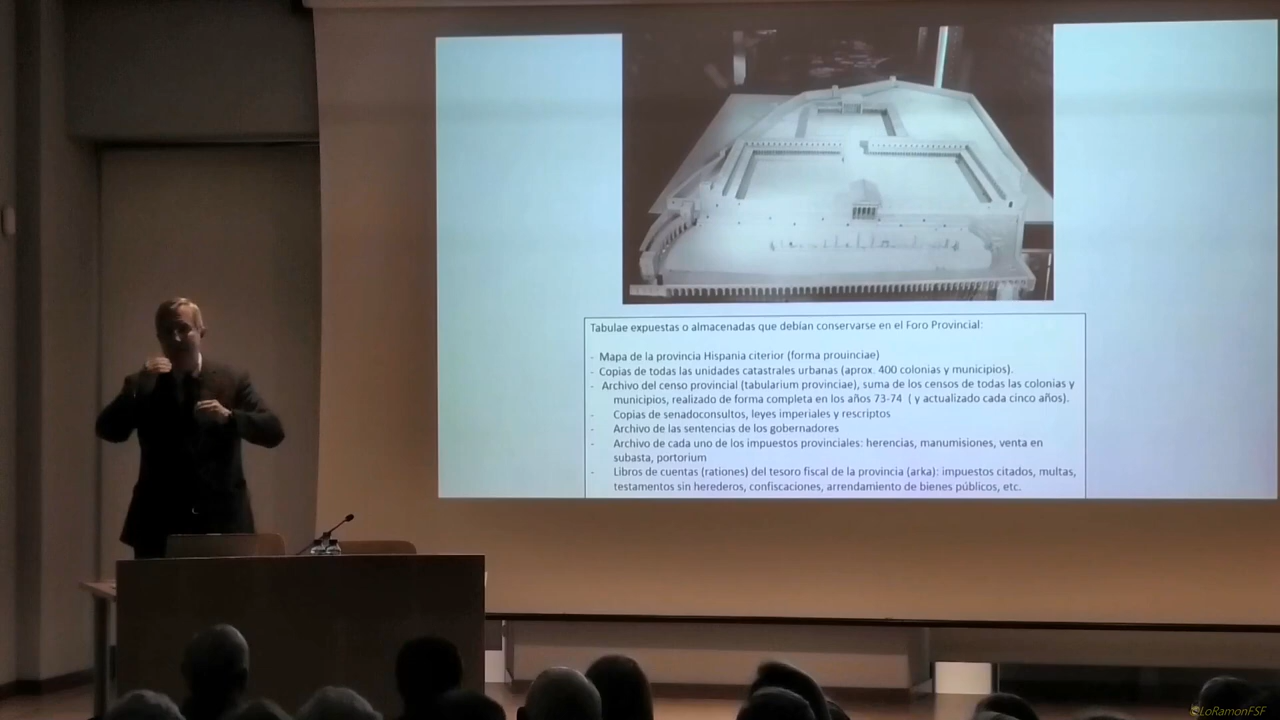 Tabulae expuestas o almacenadas que debían conservarse en el Foro Provincial:
- Mapa de la provincia Hispania citerior (forma prouinciae)
- Copias de todas las unidades catastrales urbanas (aprox. 400 colonias y municipios).
- Archivo del censo provincial (tabularium provinciae), suma de los censos de todas las colonias y
municipios, realizado de forma completa en los años 73-74 ( y actualizado cada cinco años).
- Copias de senadoconsultos, leyes imperiales y rescriptos
- Archivo de las sentencias de los gobernadores
- Archivo de cada uno de los impuestos provinciales: herencias, manumisiones, venta en
subasta, portorium
- Libros de cuentas (rationes) del tesoro fiscal de la provincia (arka): impuestos citados, multas,
testamentos sin herederos, confiscaciones, arrendamiento de bienes públicos, etc.
©LoRamonFSF